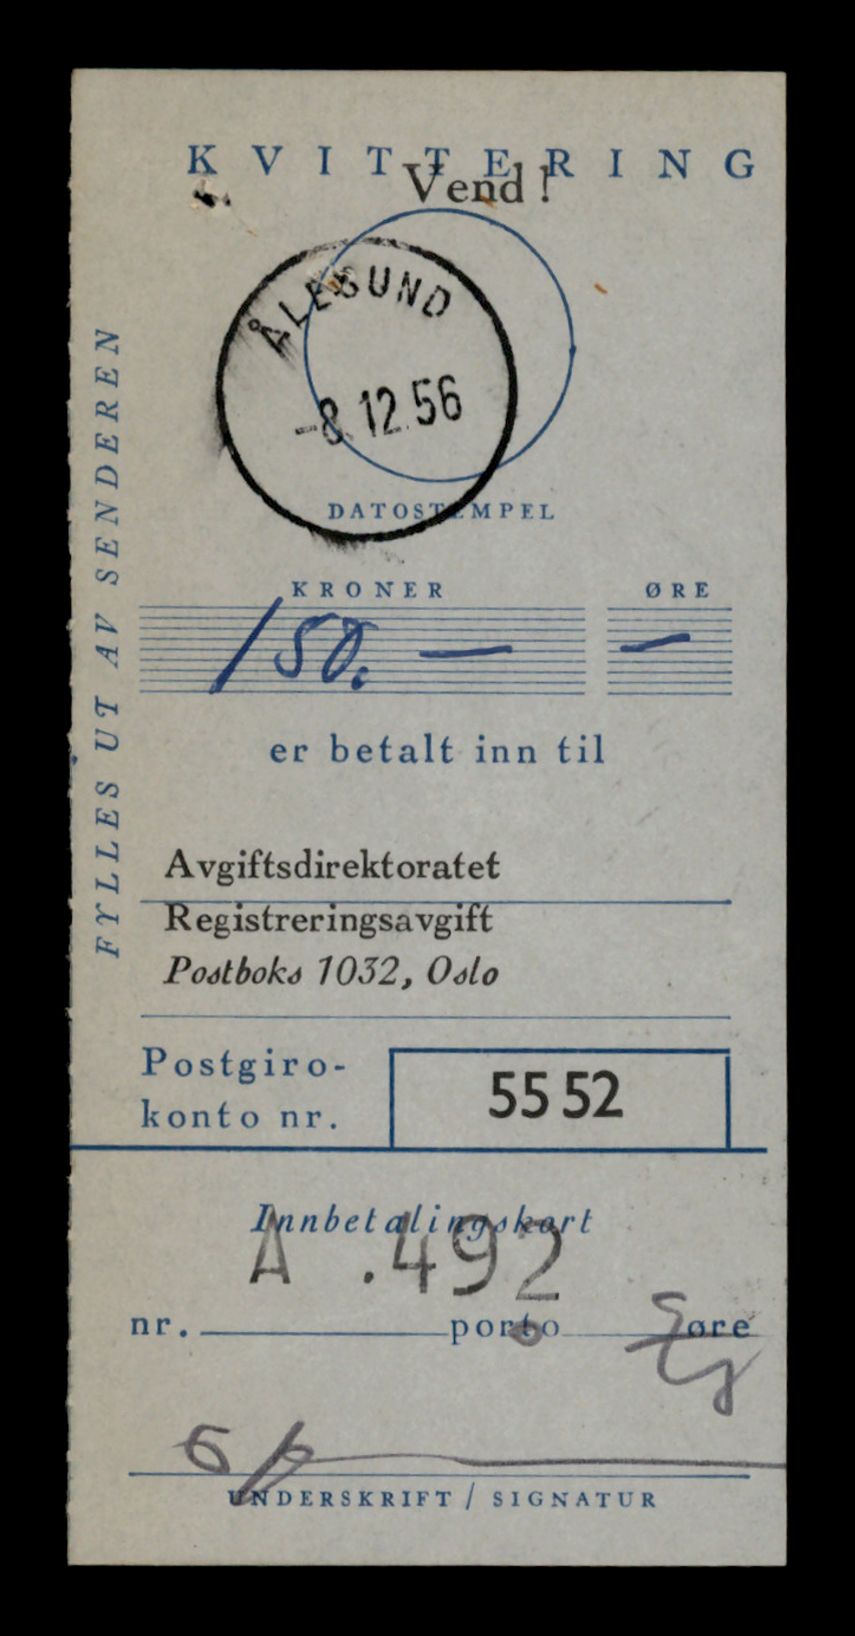 KVITTERING
Vend!
ÅLESUND
-8.12.56
DATOSTEMPEL
KRONER ØRE
150.— —
er betalt inn til
FYLLES UT AV SENDEREN
Avgiftsdirektoratet
Registreringsavgift
Postboks 1032, Oslo
Postgiro-
konto nr.
5552
Innbetalingskort
A .492
nr. porto øre
UNDERSKRIFT / SIGNATUR